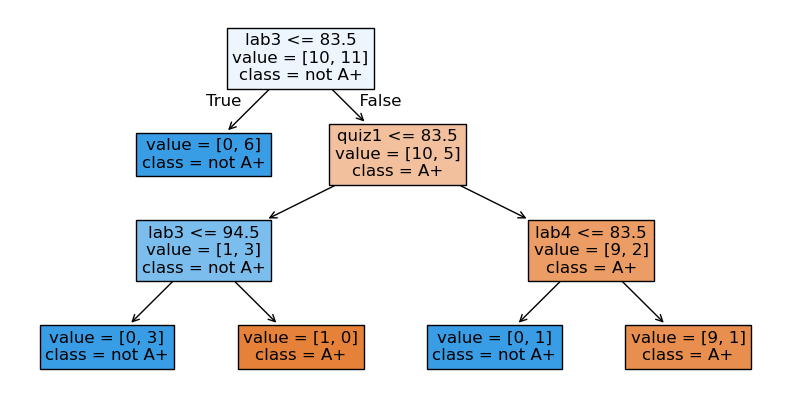 lab3 <= 83.5
value = [10, 11]
class = not A+
True
False
value = [0, 6]
class = not A+
quiz1 <= 83.5
value = [10, 5]
class = A+
lab3 <= 94.5
value = [1, 3]
class = not A+
lab4 <= 83.5
value = [9, 2]
class = A+
value = [0, 3]
class = not A+
value = [1, 0]
class = A+
value = [0, 1]
class = not A+
value = [9, 1]
class = A+